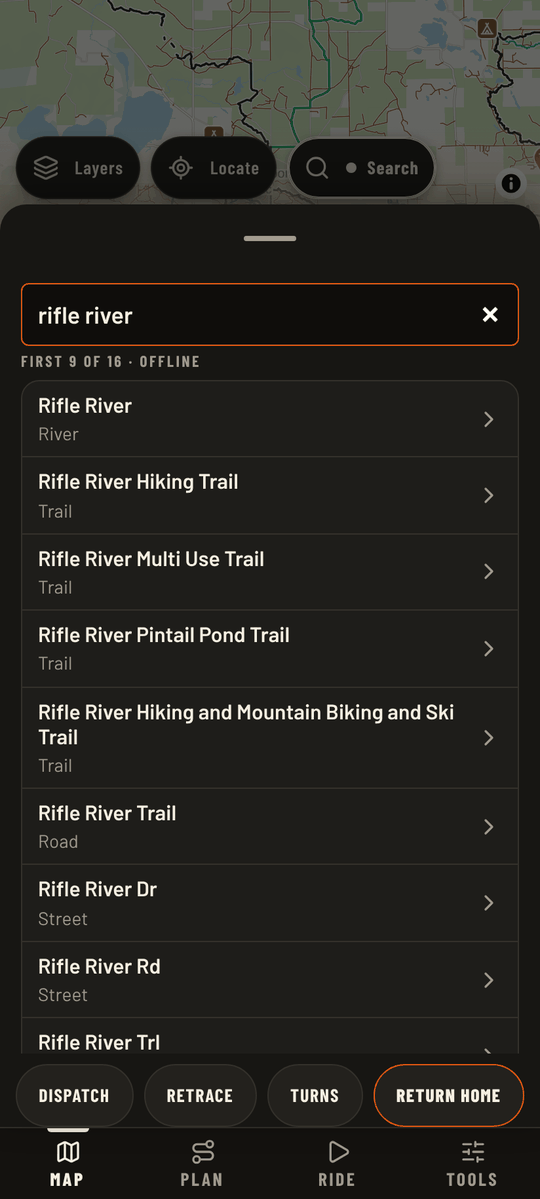 Layers
Locate
Search
rifle river
FIRST 9 OF 16 · OFFLINE
Rifle River
River
Rifle River Hiking Trail
Trail
Rifle River Multi Use Trail
Trail
Rifle River Pintail Pond Trail
Trail
Rifle River Hiking and Mountain Biking and Ski
Trail
Trail
Rifle River Trail
Road
Rifle River Dr
Street
Rifle River Rd
Street
Rifle River Trl
DISPATCH
RETRACE
TURNS
RETURN HOME
MAP
PLAN
RIDE
TOOLS